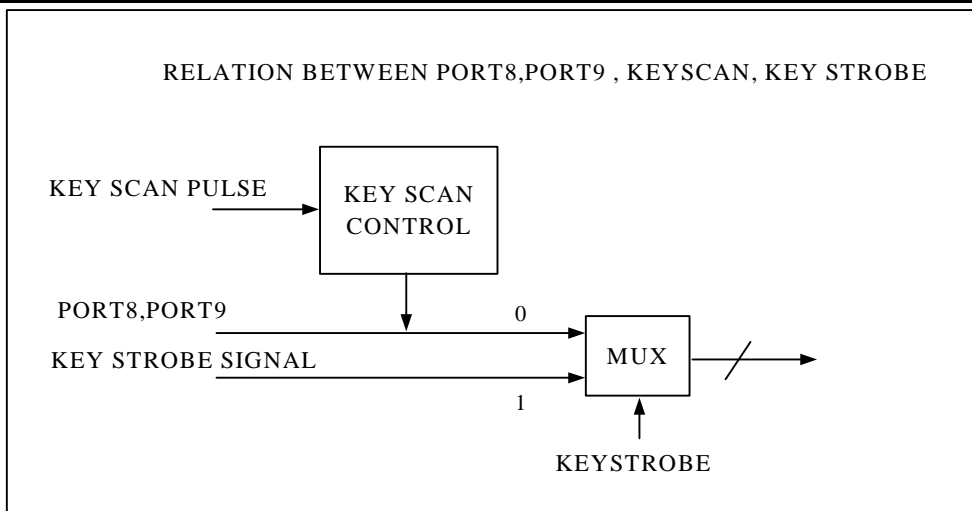 RELATION BETWEEN PORT8,PORT9 , KEYSCAN, KEY STROBE
KEY SCAN PULSE
KEY SCAN
CONTROL
PORT8,PORT9
0
KEY STROBE SIGNAL
MUX
1
KEYSTROBE